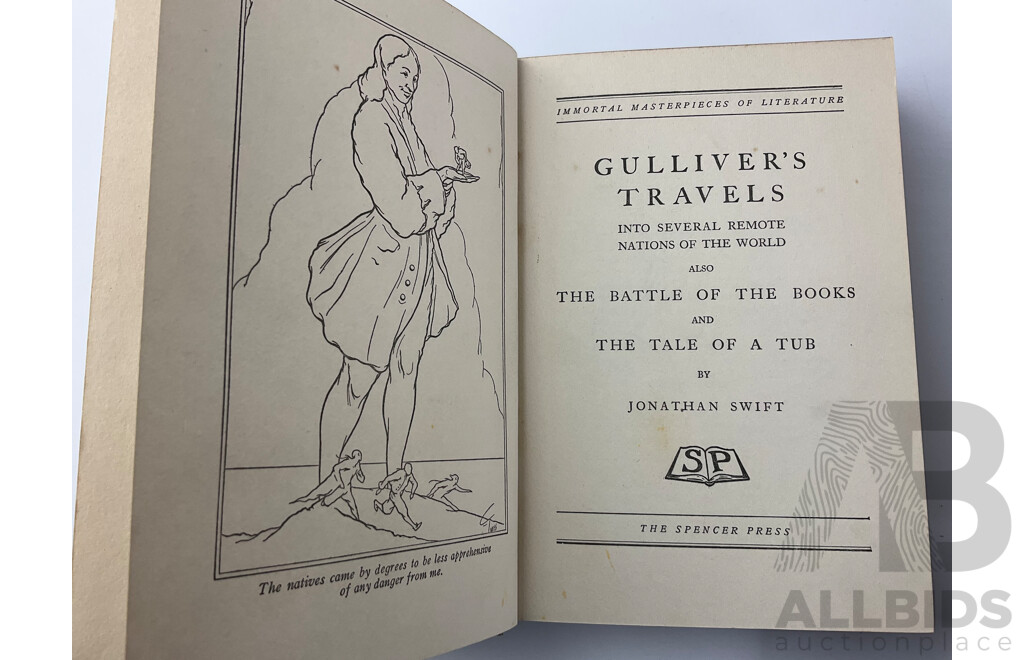 The natives came by degrees to be less apprehensive
of any danger from me.
IMMORTAL MASTERPIECES OF LITERATURE
GULLIVER'S
TRAVELS
INTO SEVERAL REMOTE
NATIONS OF THE WORLD
ALSO
THE BATTLE OF THE BOOKS
AND
THE TALE OF A TUB
BY
JONATHAN SWIFT
SP
THE SPENCER PRESS
AB
ALLBIDS
auctionplace